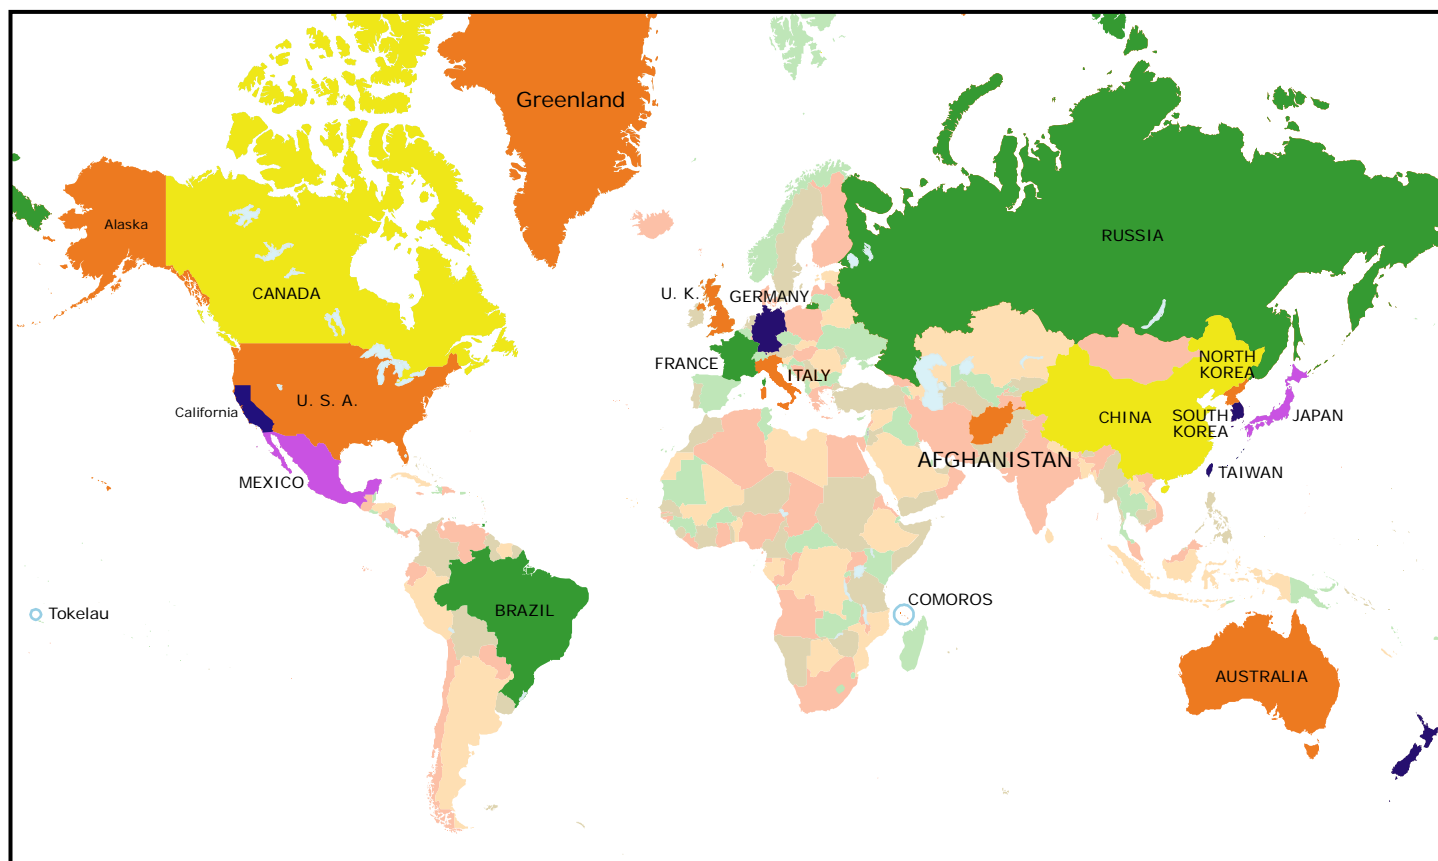 Greenland
Alaska
RUSSIA
CANADA
U. K.
GERMANY
FRANCE
ITALY
NORTH
KOREA
U. S. A.
California
CHINA
SOUTH
KOREA
JAPAN
AFGHANISTAN
MEXICO
TAIWAN
COMOROS
Tokelau
BRAZIL
AUSTRALIA